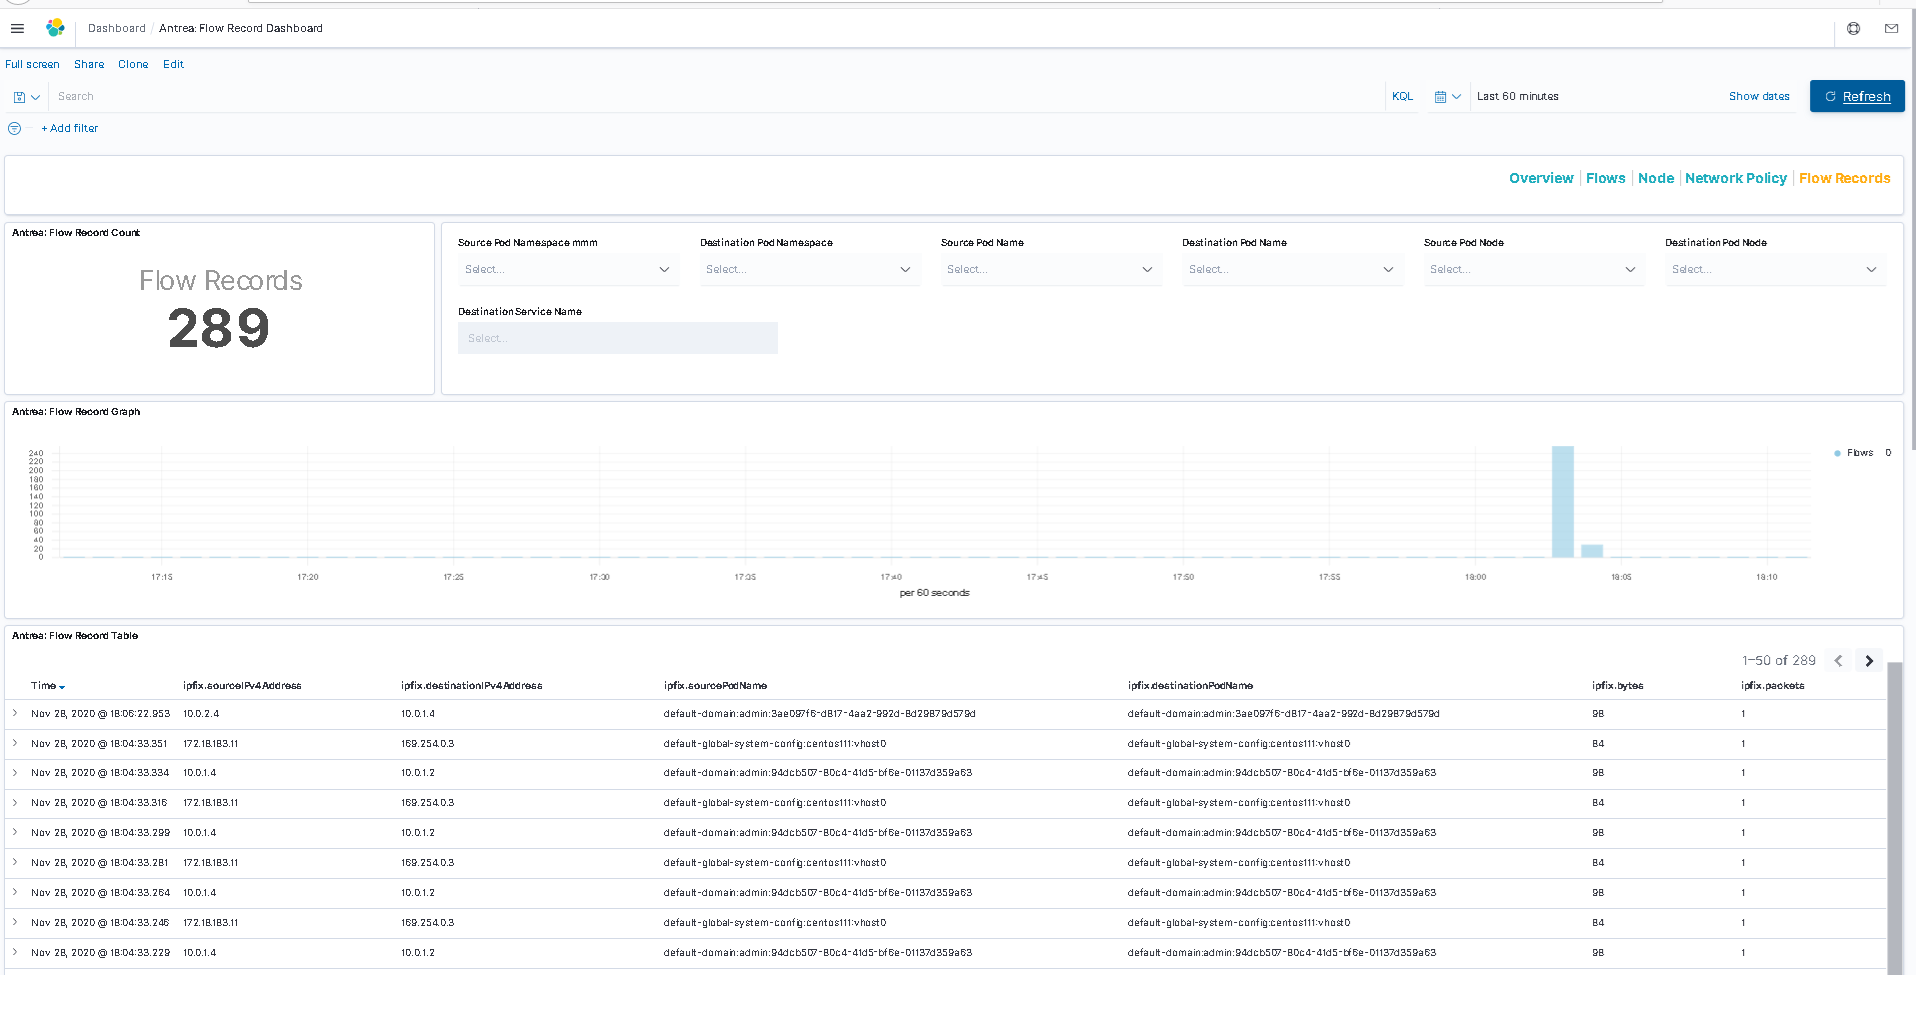 Dashboard / Antrea: Flow Record Dashboard
Full screen Share Clone Edit
Search KQL Last 60 minutes Show dates Refresh
+ Add filter
Overview | Flows | Node | Network Policy | Flow Records
Antrea: Flow Record Count
Flow Records
289
Source Pod Namespace mmm Destination Pod Namespace Source Pod Name Destination Pod Name Source Pod Node Destination Pod Node
Select... Select... Select... Select... Select... Select...
Destination Service Name
Select...
Antrea: Flow Record Graph
240
220
200
180
160
140
120
100
80
60
40
20
0
Flows 0
17:15 17:20 17:25 17:30 17:35 17:40 17:45 17:50 17:55 18:00 18:05 18:10
per 60 seconds
Antrea: Flow Record Table
1–50 of 289
Time ipfix.sourceIPv4Address ipfix.destinationIPv4Address ipfix.sourcePodName ipfix.destinationPodName ipfix.bytes ipfix.packets
Nov 28, 2020 @ 18:06:22.953 10.0.2.4 10.0.1.4 default-domain:admin:3ae097f6-d817-4aa2-992d-8d29879d579d default-domain:admin:3ae097f6-d817-4aa2-992d-8d29879d579d 98 1
Nov 28, 2020 @ 18:04:33.351 172.18.183.11 169.254.0.3 default-global-system-config:centos111:vhost0 default-global-system-config:centos111:vhost0 84 1
Nov 28, 2020 @ 18:04:33.334 10.0.1.4 10.0.1.2 default-domain:admin:94dcb507-80c4-41d5-bf6e-01137d359a63 default-domain:admin:94dcb507-80c4-41d5-bf6e-01137d359a63 98 1
Nov 28, 2020 @ 18:04:33.316 172.18.183.11 169.254.0.3 default-global-system-config:centos111:vhost0 default-global-system-config:centos111:vhost0 84 1
Nov 28, 2020 @ 18:04:33.299 10.0.1.4 10.0.1.2 default-domain:admin:94dcb507-80c4-41d5-bf6e-01137d359a63 default-domain:admin:94dcb507-80c4-41d5-bf6e-01137d359a63 98 1
Nov 28, 2020 @ 18:04:33.281 172.18.183.11 169.254.0.3 default-global-system-config:centos111:vhost0 default-global-system-config:centos111:vhost0 84 1
Nov 28, 2020 @ 18:04:33.264 10.0.1.4 10.0.1.2 default-domain:admin:94dcb507-80c4-41d5-bf6e-01137d359a63 default-domain:admin:94dcb507-80c4-41d5-bf6e-01137d359a63 98 1
Nov 28, 2020 @ 18:04:33.246 172.18.183.11 169.254.0.3 default-global-system-config:centos111:vhost0 default-global-system-config:centos111:vhost0 84 1
Nov 28, 2020 @ 18:04:33.229 10.0.1.4 10.0.1.2 default-domain:admin:94dcb507-80c4-41d5-bf6e-01137d359a63 default-domain:admin:94dcb507-80c4-41d5-bf6e-01137d359a63 98 1